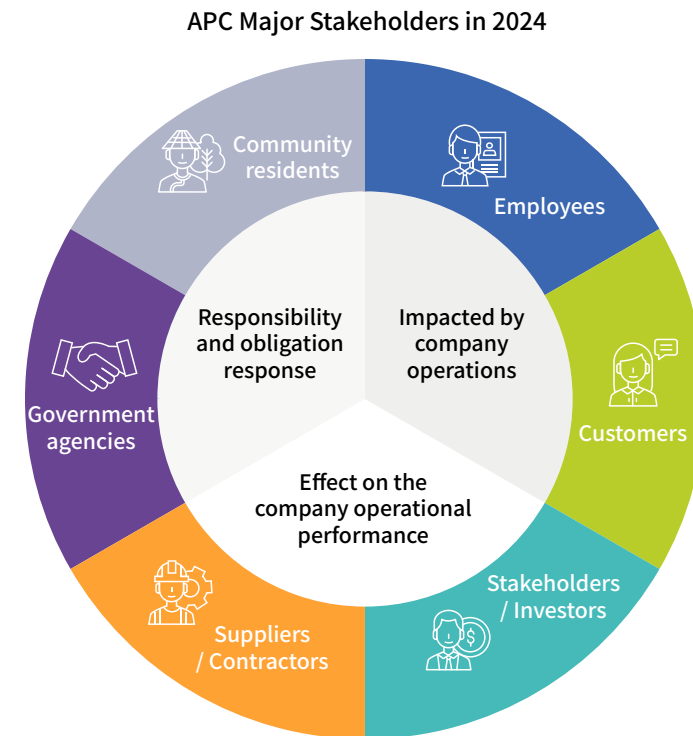 APC Major Stakeholders in 2024
Community
residents
Employees
Responsibility
and obligation
response
Impacted by
company
operations
Government
agencies
Customers
Effect on the
company operational
performance
Stakeholders
/ Investors
$
Suppliers
/ Contractors